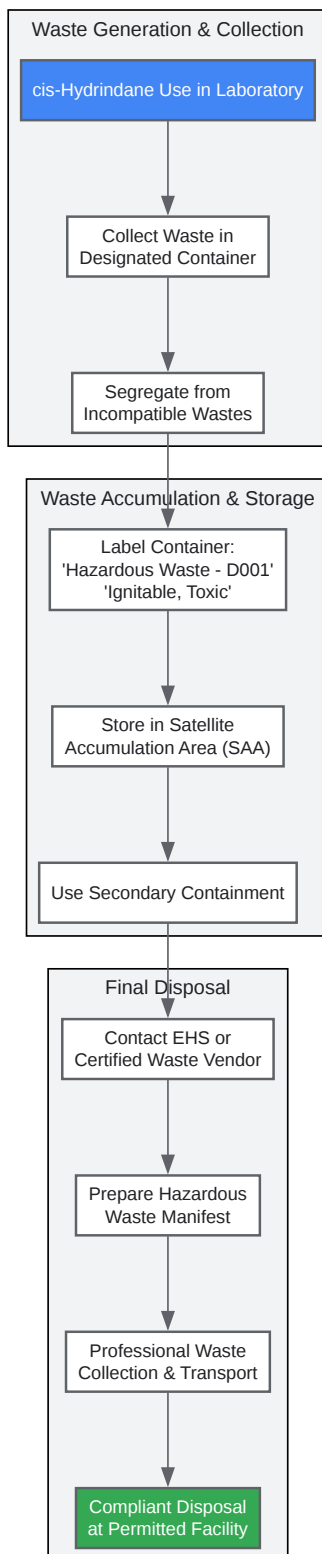 Waste Generation & Collection
cis-Hydrindane Use in Laboratory
Collect Waste in
Designated Container
Segregate from
Incompatible Wastes
Waste Accumulation & Storage
Label Container:
'Hazardous Waste - D001'
'Ignitable, Toxic'
Store in Satellite
Accumulation Area (SAA)
Use Secondary Containment
Final Disposal
Contact EHS or
Certified Waste Vendor
Prepare Hazardous
Waste Manifest
Professional Waste
Collection & Transport
Compliant Disposal
at Permitted Facility